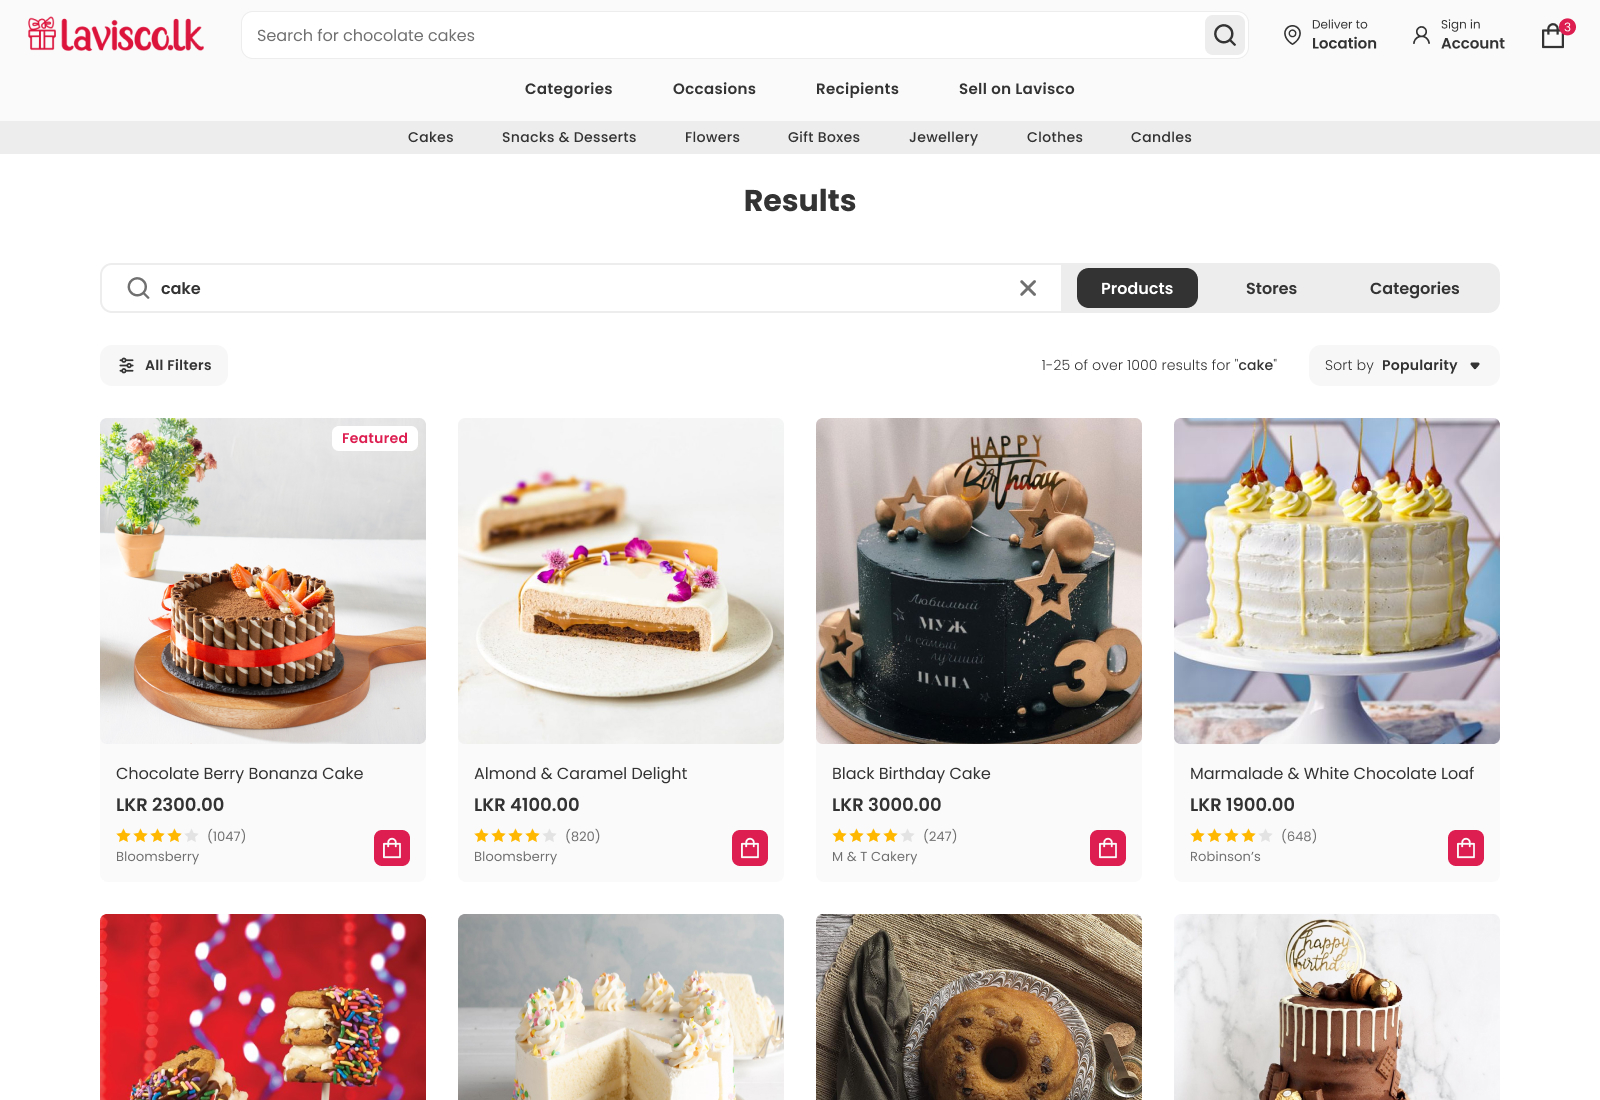 Lavisco.lk
Search for chocolate cakes
Deliver to
Location
Sign in
Account
3
Categories
Occasions
Recipients
Sell on Lavisco
Cakes
Snacks & Desserts
Flowers
Gift Boxes
Jewellery
Clothes
Candles
Results
cake
Products
Stores
Categories
All Filters
1-25 of over 1000 results for "cake"
Sort by Popularity
Featured
HAPPY
Birthday
Любимый
МУЖ
и самый
лучший
ПАПА
30
Chocolate Berry Bonanza Cake
LKR 2300.00
(1047)
Bloomsberry
Almond & Caramel Delight
LKR 4100.00
(820)
Bloomsberry
Black Birthday Cake
LKR 3000.00
(247)
M & T Cakery
Marmalade & White Chocolate Loaf
LKR 1900.00
(648)
Robinson’s
happy
birthday